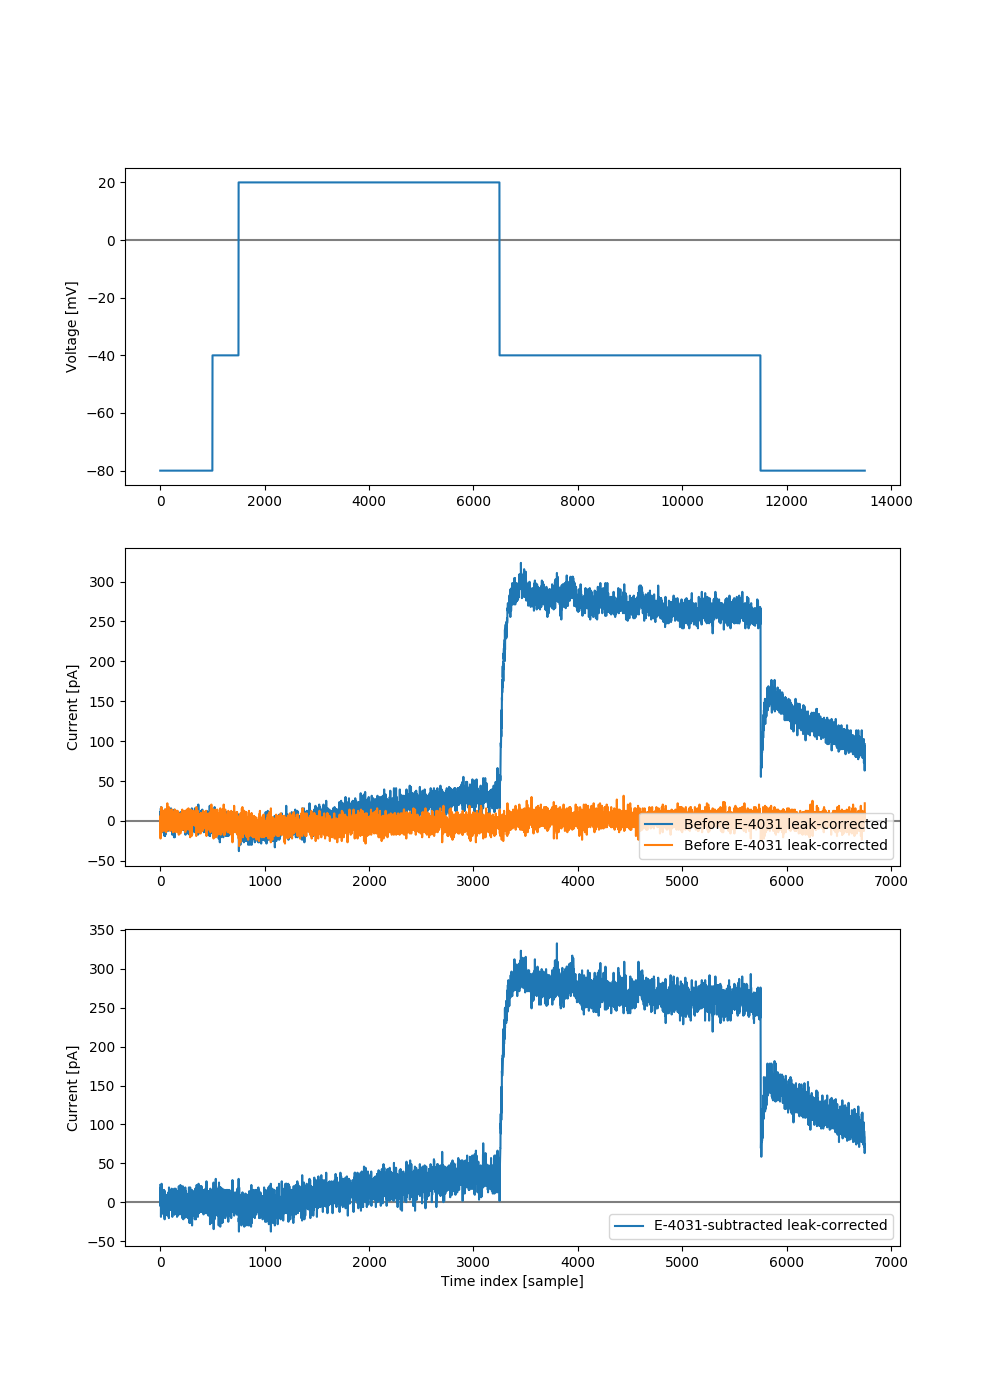 20
0
−20
−40
−60
−80
Voltage [mV]
0 2000 4000 6000 8000 10000 12000 14000
300
250
200
150
100
50
0
−50
Current [pA]
Before E-4031 leak-corrected
Before E-4031 leak-corrected
0 1000 2000 3000 4000 5000 6000 7000
350
300
250
200
150
100
50
0
−50
Current [pA]
E-4031-subtracted leak-corrected
0 1000 2000 3000 4000 5000 6000 7000
Time index [sample]